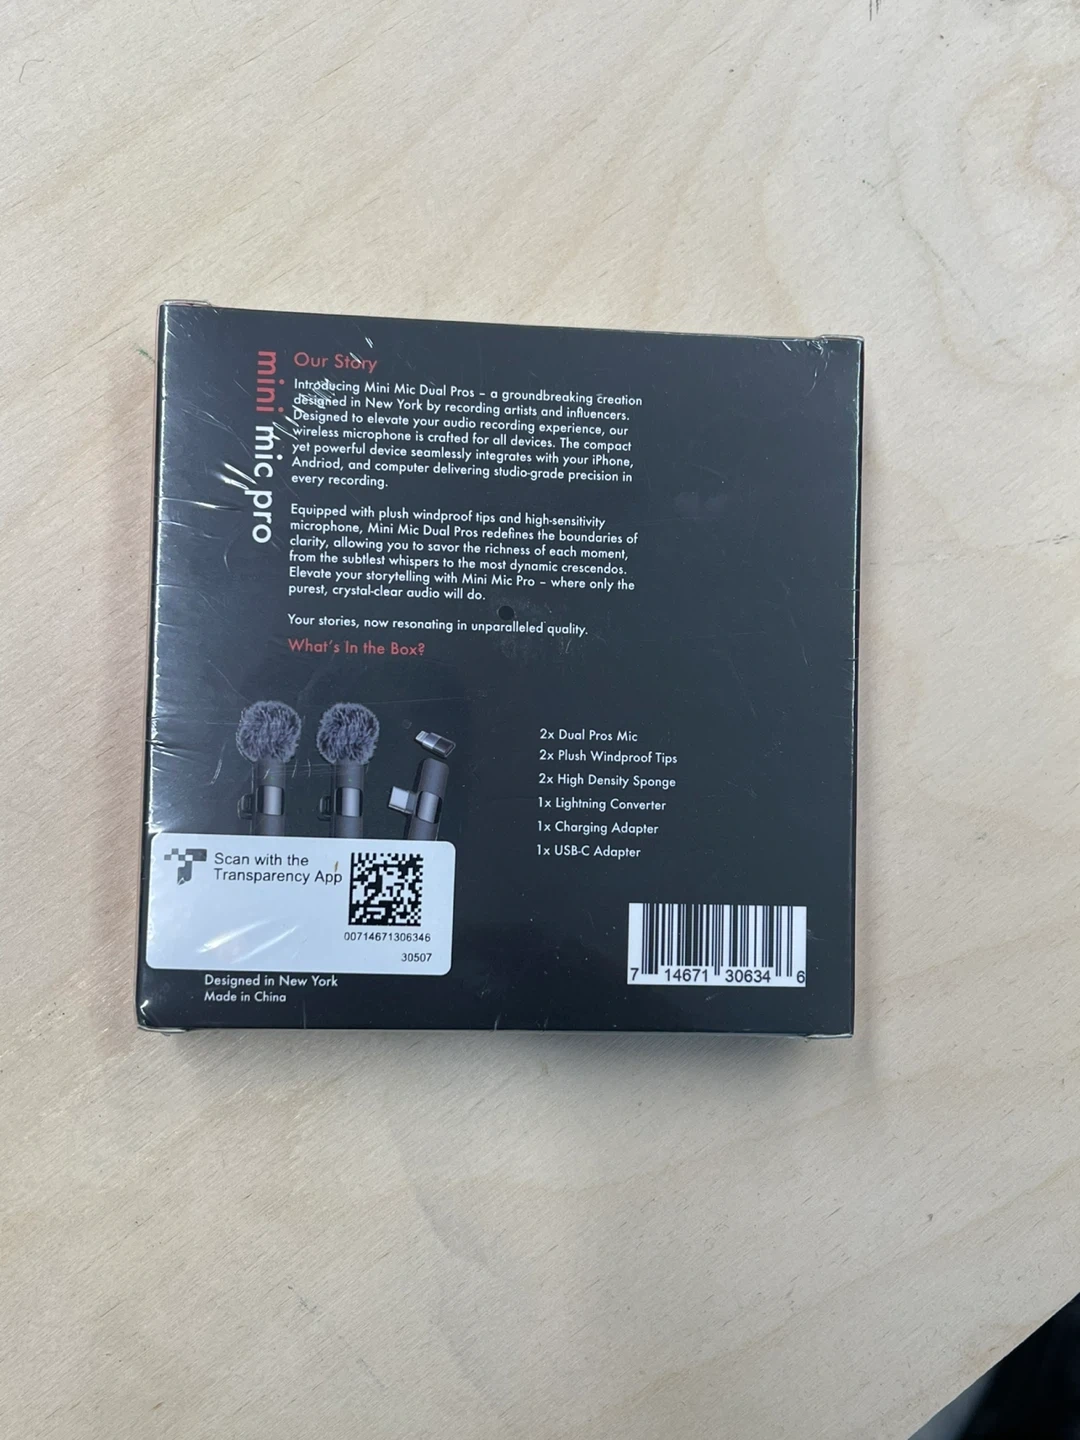 mini mic pro
Our Story
Introducing Mini Mic Dual Pros – a groundbreaking creation
designed in New York by recording artists and influencers.
Designed to elevate your audio recording experience, our
wireless microphone is crafted for all devices. The compact
yet powerful device seamlessly integrates with your iPhone,
Andriod, and computer delivering studio-grade precision in
every recording.
Equipped with plush windproof tips and high-sensitivity
microphone, Mini Mic Dual Pros redefines the boundaries of
clarity, allowing you to savor the richness of each moment,
from the subtlest whispers to the most dynamic crescendos.
Elevate your storytelling with Mini Mic Pro – where only the
purest, crystal-clear audio will do.
Your stories, now resonating in unparalleled quality.
What's In the Box?
2x Dual Pros Mic
2x Plush Windproof Tips
2x High Density Sponge
1x Lightning Converter
1x Charging Adapter
1x USB-C Adapter
Scan with the
Transparency App
00714671306346
30507
7 14671 30634 6
Designed in New York
Made in China